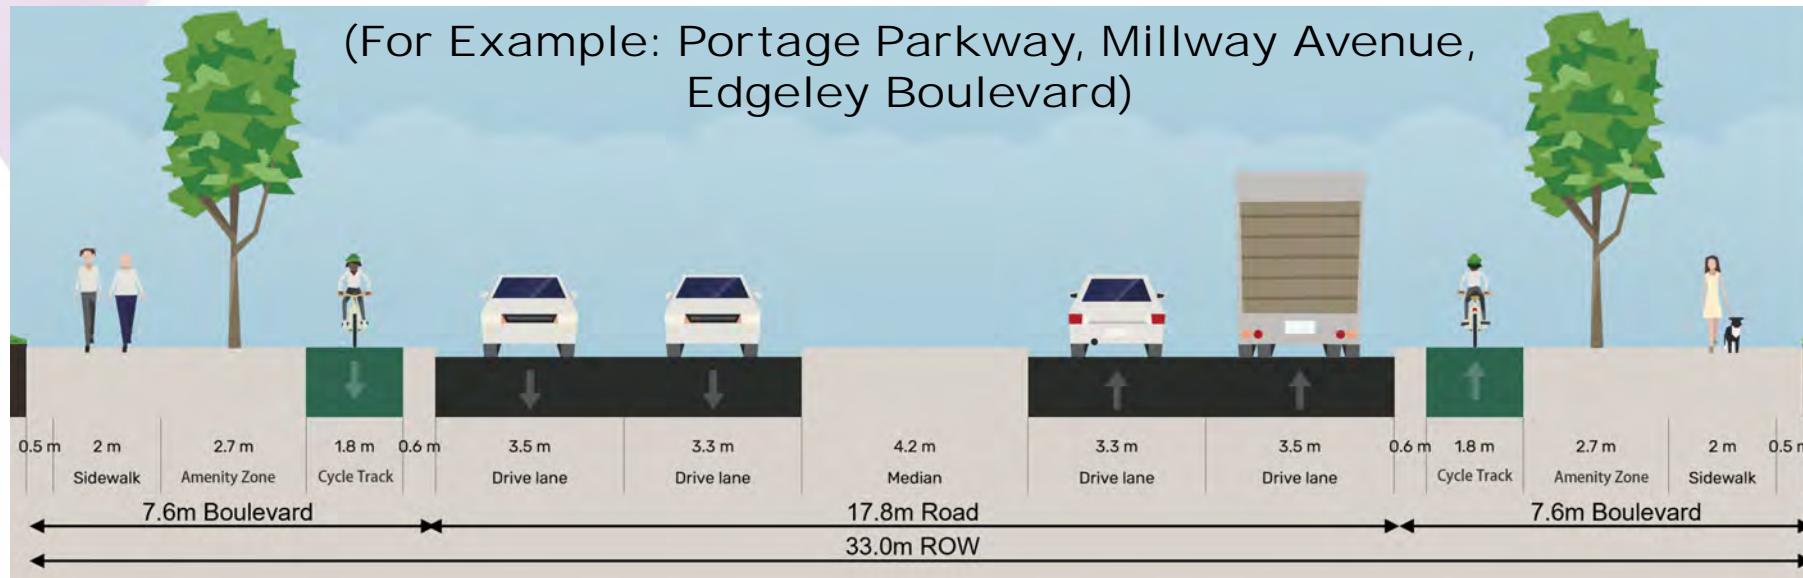 (For Example: Portage Parkway, Millway Avenue,
Edgeley Boulevard)
0.5 m 2 m 2.7 m 1.8 m 0.6 m 3.5 m 3.3 m 4.2 m 3.3 m 3.5 m 0.6 m 1.8 m 2.7 m 2 m 0.5 m
Sidewalk Amenity Zone Cycle Track Drive lane Drive lane Median Drive lane Drive lane Cycle Track Amenity Zone Sidewalk
7.6m Boulevard 17.8m Road 7.6m Boulevard
33.0m ROW